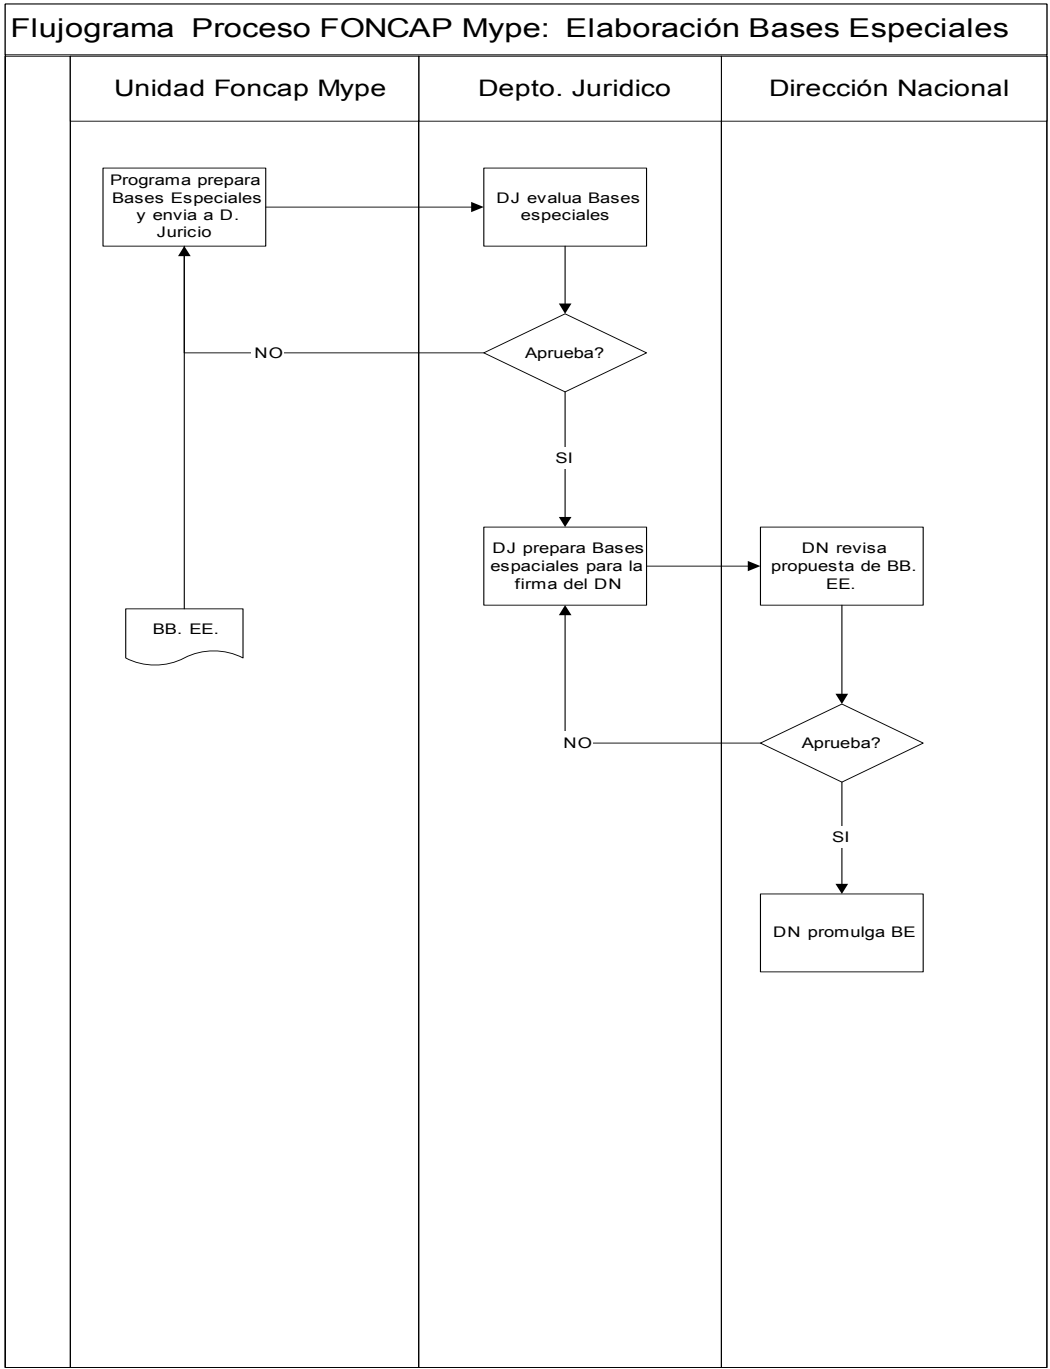 Flujograma Proceso FONCAP Mype: Elaboración Bases Especiales
Unidad Foncap Mype
Depto. Juridico
Dirección Nacional
Programa prepara
Bases Especiales
y envia a D.
Juricio
DJ evalua Bases
especiales
Aprueba?
NO
SI
DJ prepara Bases
espaciales para la
firma del DN
DN revisa
propuesta de BB.
EE.
BB. EE.
Aprueba?
NO
SI
DN promulga BE